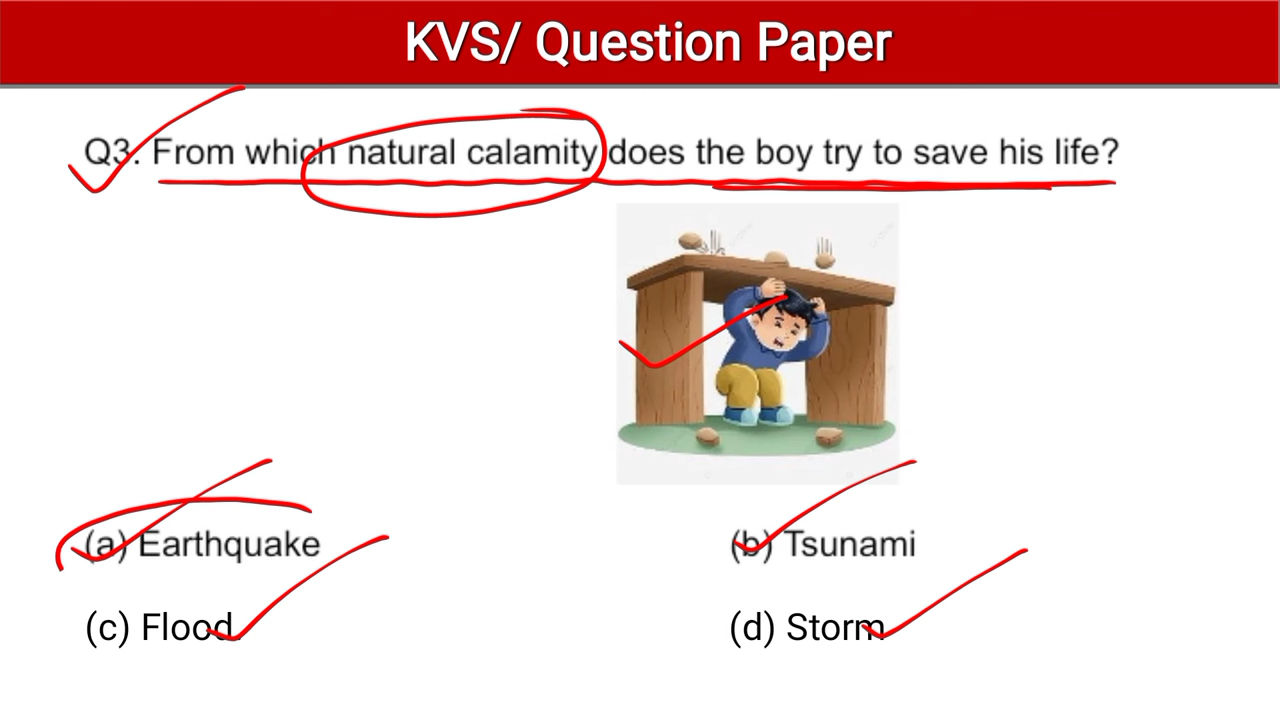 KVS/ Question Paper
Q3. From which natural calamity does the boy try to save his life?
(a) Earthquake
(b) Tsunami
(c) Flood.
(d) Storm